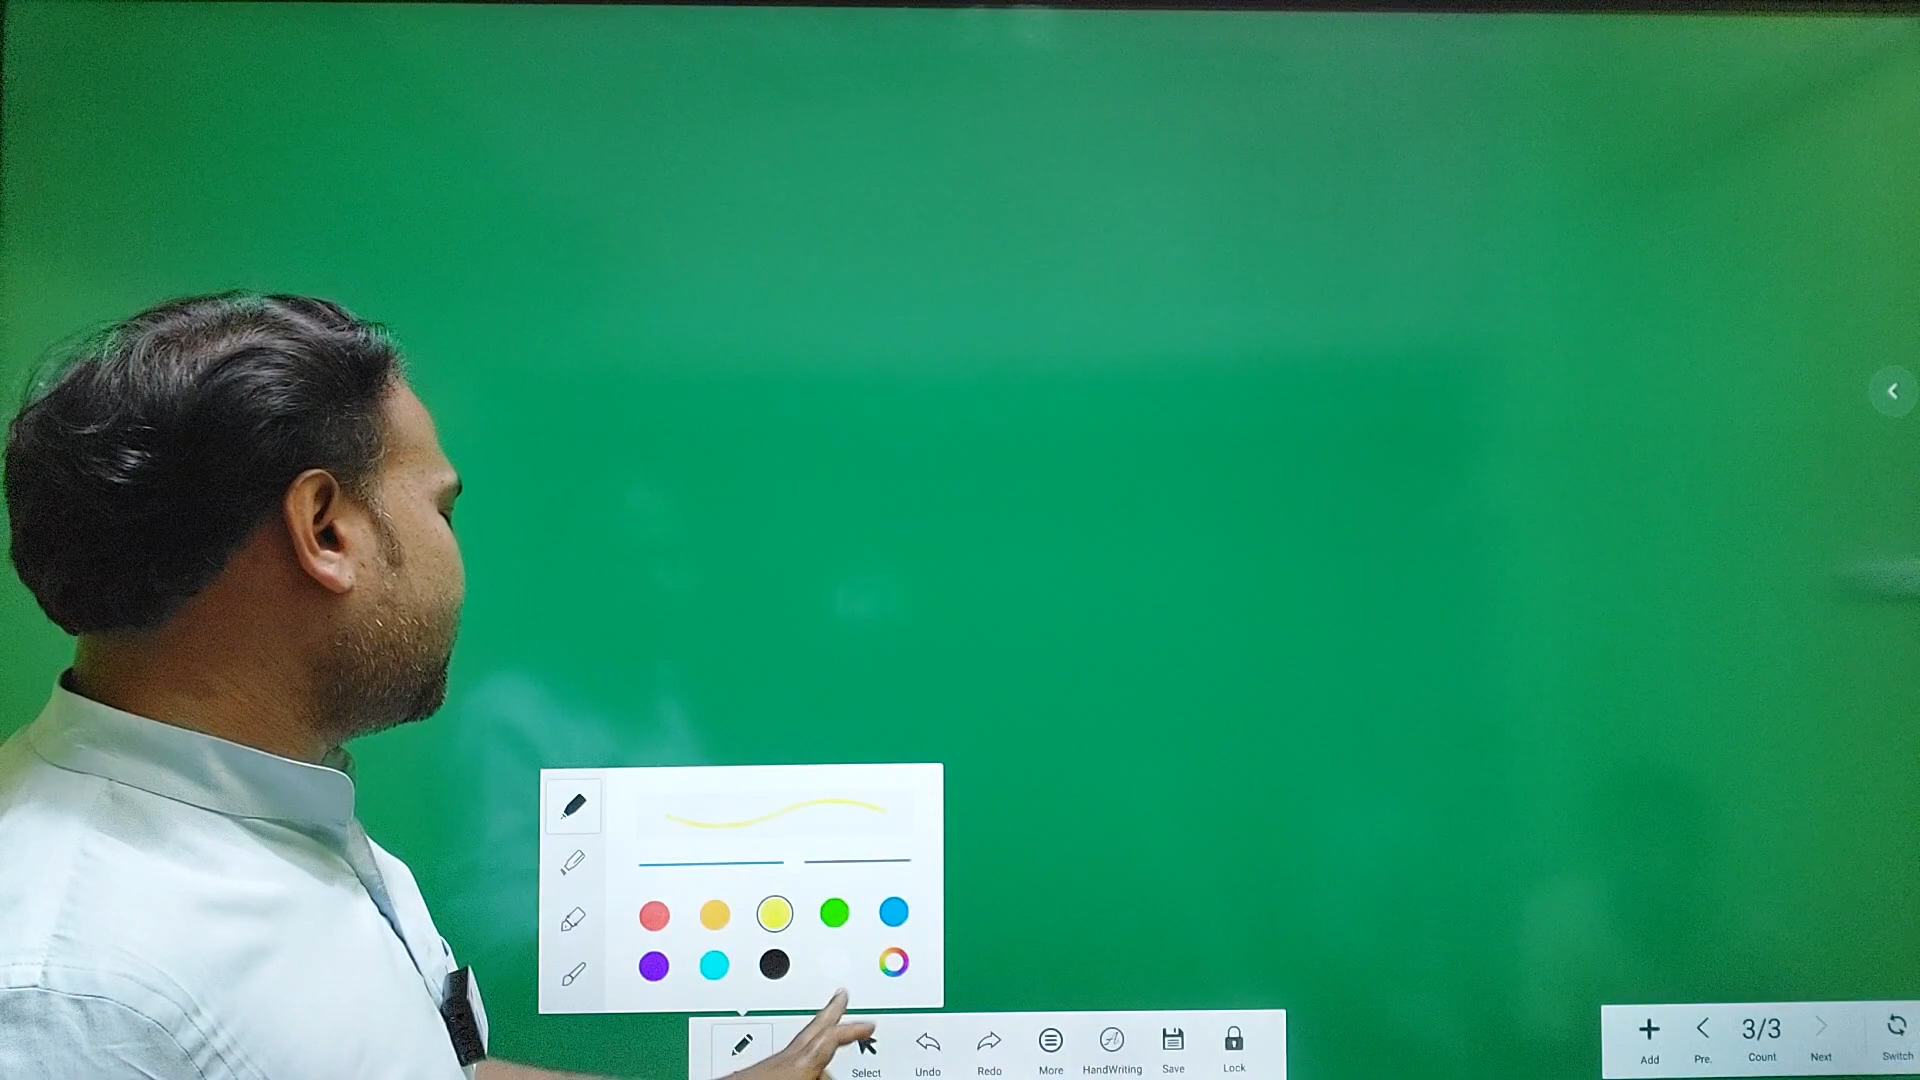 Select Undo Redo More HandWriting Save Lock
3/3
Add Pre. Count Next Switch